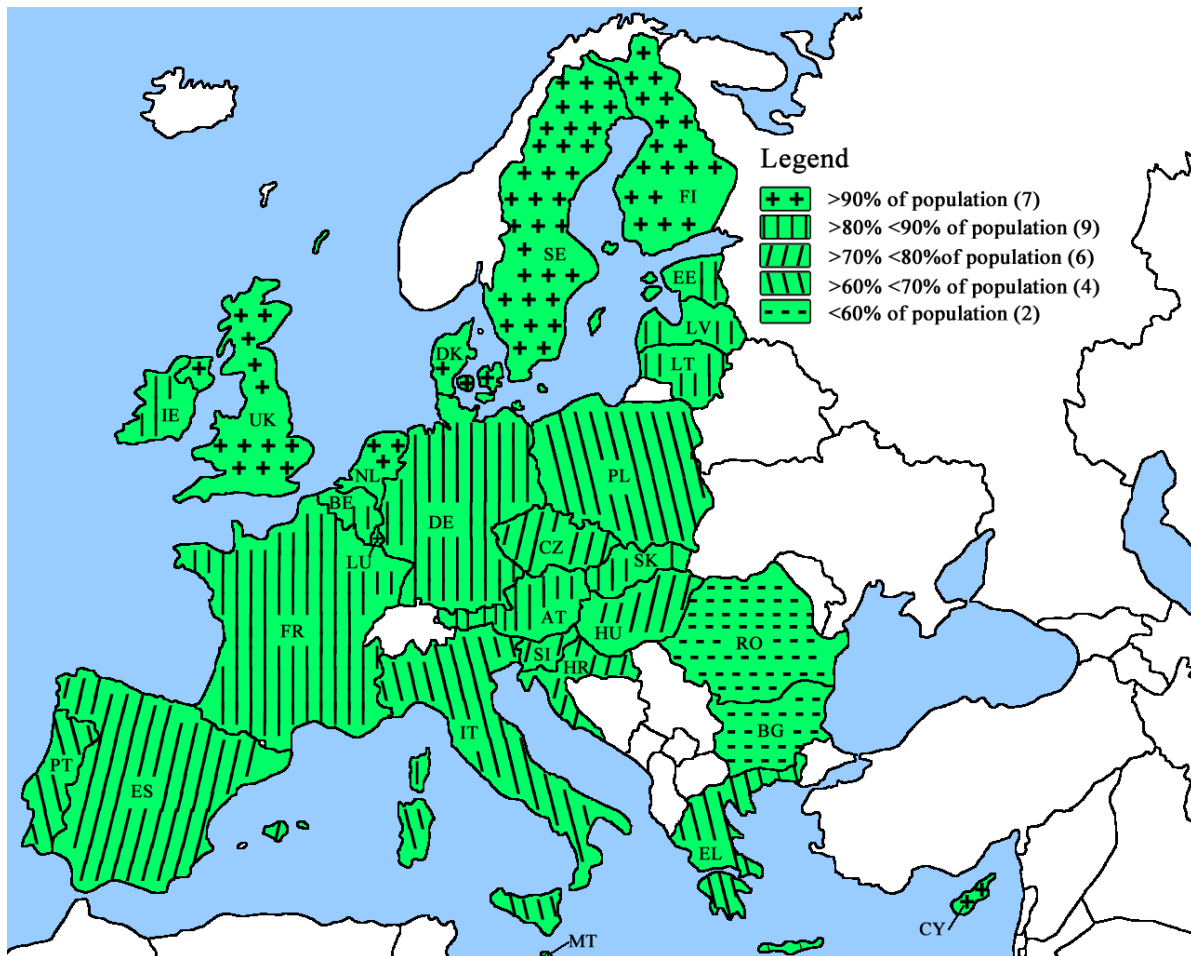 Legend
>90% of population (7)
>80% <90% of population (9)
>70% <80%of population (6)
>60% <70% of population (4)
<60% of population (2)
FI
SE
EE
LV
LT
DK
IE
UK
NL
PL
BE
DE
CZ
LU
SK
AT
FR
HU
RO
SI
HR
IT
BG
PT
ES
EL
CY
MT